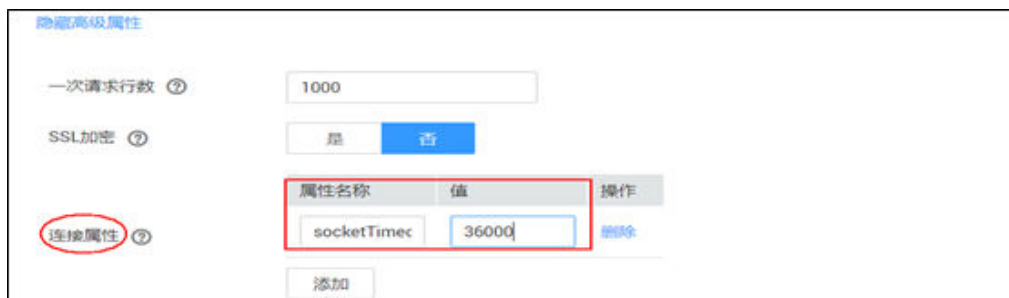 隐藏高级属性
一次请求行数 ?
1000
SSL加密 ?
是 否
属性名称 值 操作
连接属性 ?
socketTimec 36000 删除
添加